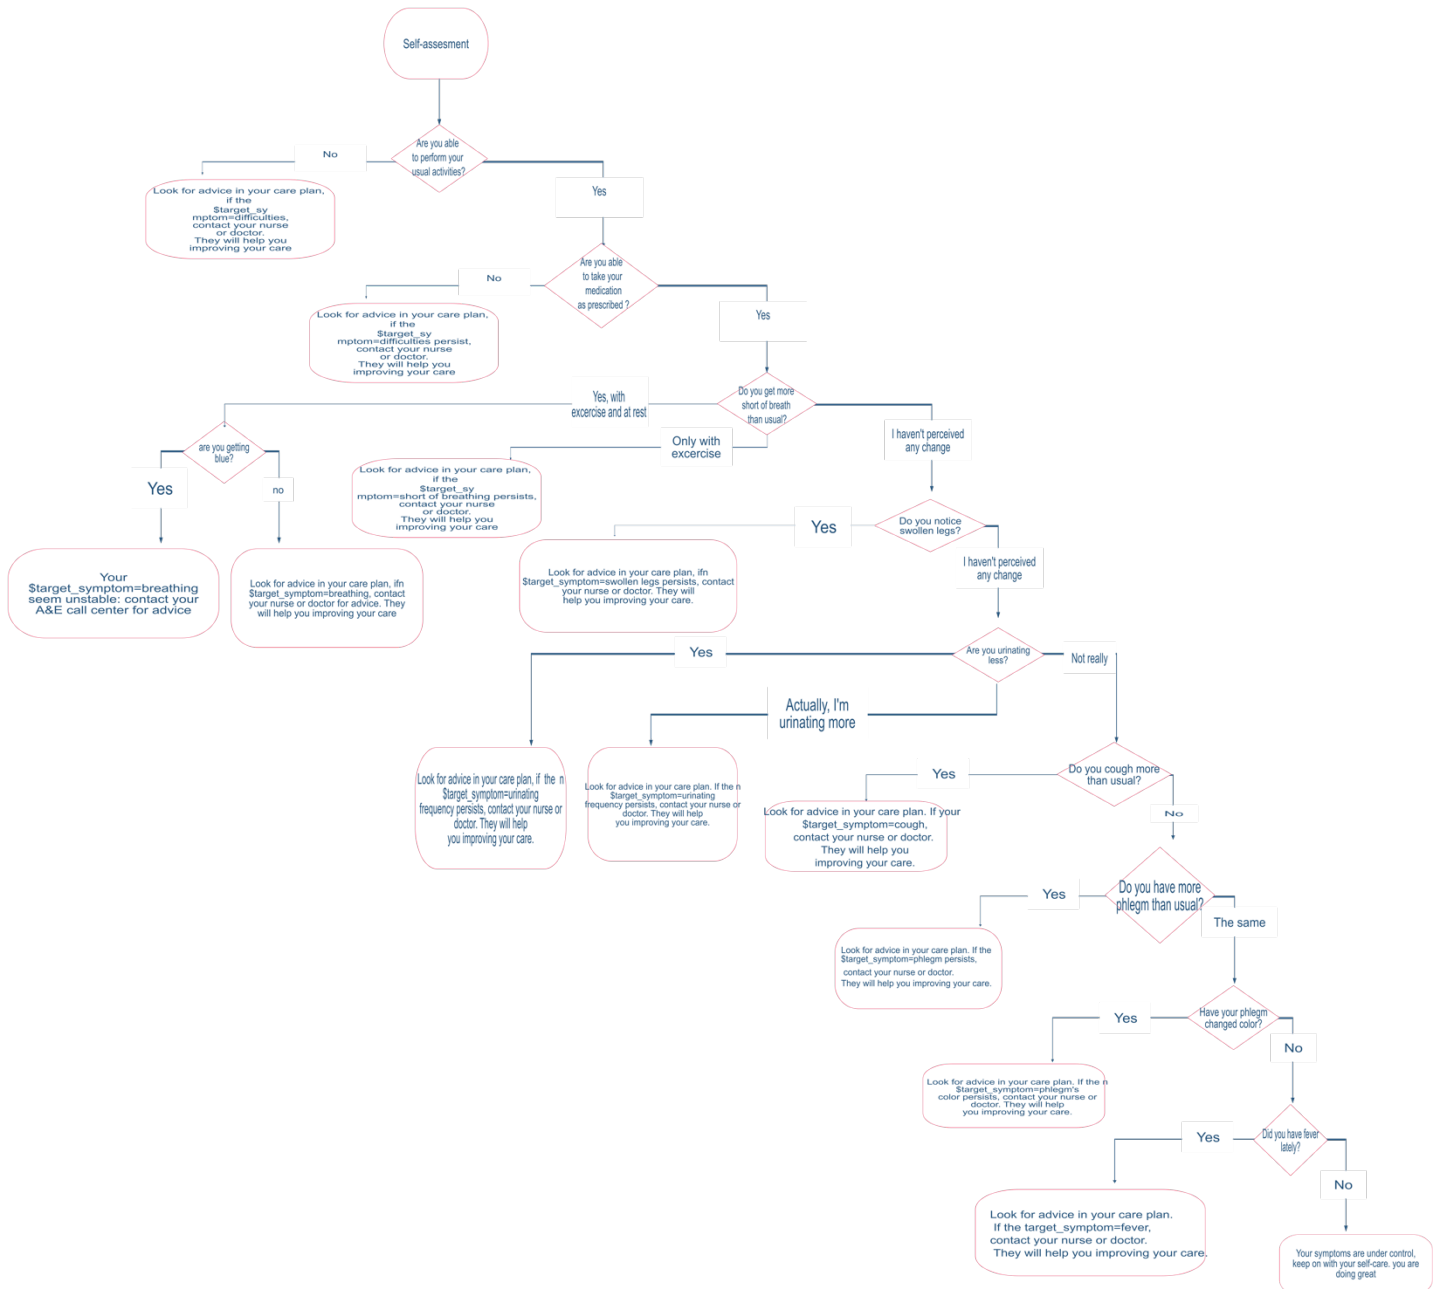 Self-assesment
Are you able
to perform your
usual activities?
No
Yes
Look for advice in your care plan,
if the
$target_sy
mptom=difficulties,
contact your nurse
or doctor.
They will help you
improving your care
Are you able
to take your
medication
as prescribed ?
No
Yes
Look for advice in your care plan,
if the
$target_sy
mptom=difficulties persist,
contact your nurse
or doctor.
They will help you
improving your care
Do you get more
short of breath
than usual?
Yes, with
excercise and at rest
Only with
excercise
I haven't perceived
any change
are you getting
blue?
Yes
no
Look for advice in your care plan,
if the
$target_sy
mptom=short of breathing persists,
contact your nurse
or doctor.
They will help you
improving your care
Do you notice
swollen legs?
Yes
I haven't perceived
any change
Your
$target_symptom=breathing
seem unstable: contact your
A&E call center for advice
Look for advice in your care plan, ifn
$target_symptom=breathing, contact
your nurse or doctor for advice. They
will help you improving your care
Look for advice in your care plan, ifn
$target_symptom=swollen legs persists, contact
your nurse or doctor. They will
help you improving your care.
Are you urinating
less?
Yes
Not really
Actually, I'm
urinating more
Look for advice in your care plan, if the n
$target_symptom=urinating
frequency persists, contact your nurse or
doctor. They will help
you improving your care.
Look for advice in your care plan. If the n
$target_symptom=urinating
frequency persists, contact your nurse or
doctor. They will help
you improving your care.
Do you cough more
than usual?
Yes
No
Look for advice in your care plan. If your
$target_symptom=cough,
contact your nurse or doctor.
They will help you
improving your care.
Do you have more
phlegm than usual?
Yes
The same
Look for advice in your care plan. If the
$target_symptom=phlegm persists,
contact your nurse or doctor.
They will help you improving your care.
Have your phlegm
changed color?
Yes
No
Look for advice in your care plan. If the n
$target_symptom=phlegm's
color persists, contact your nurse or
doctor. They will help
you improving your care.
Did you have fever
lately?
Yes
No
Look for advice in your care plan.
If the target_symptom=fever,
contact your nurse or doctor.
They will help you improving your care.
Your symptoms are under control,
keep on with your self-care. you are
doing great